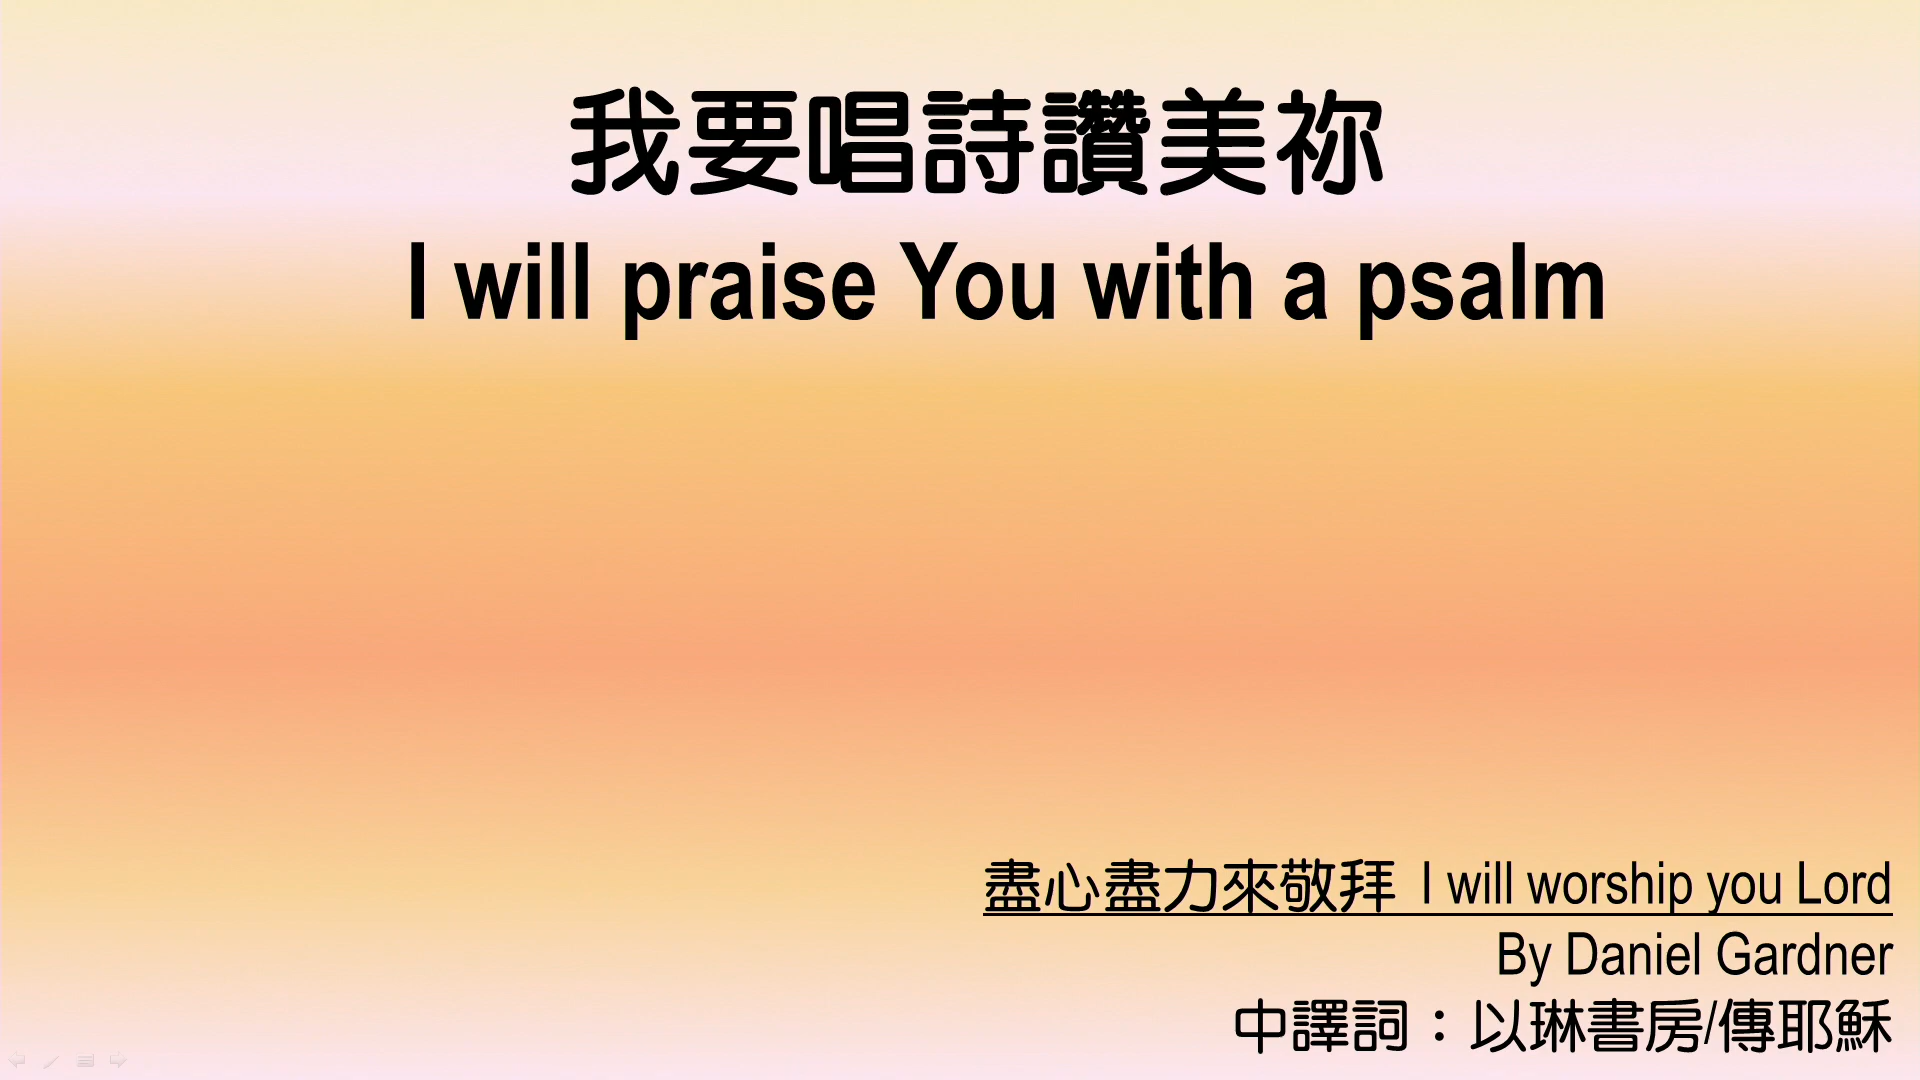 我要唱詩讚美祢
I will praise You with a psalm
盡心盡力來敬拜 I will worship you Lord
By Daniel Gardner
中譯詞：以琳書房/傳耶穌